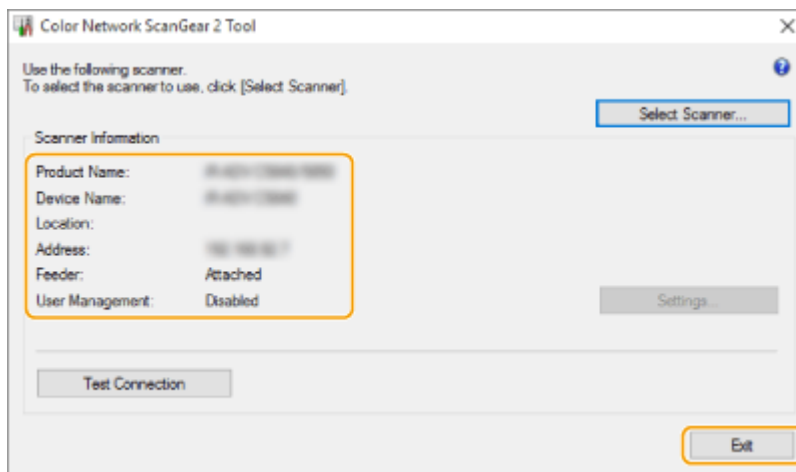 Color Network ScanGear 2 Tool
Use the following scanner.
To select the scanner to use, click [Select Scanner].
Select Scanner...
Scanner Information
Product Name:
Device Name:
Location:
Address:
Feeder: Attached
User Management: Disabled
Settings...
Test Connection
Exit